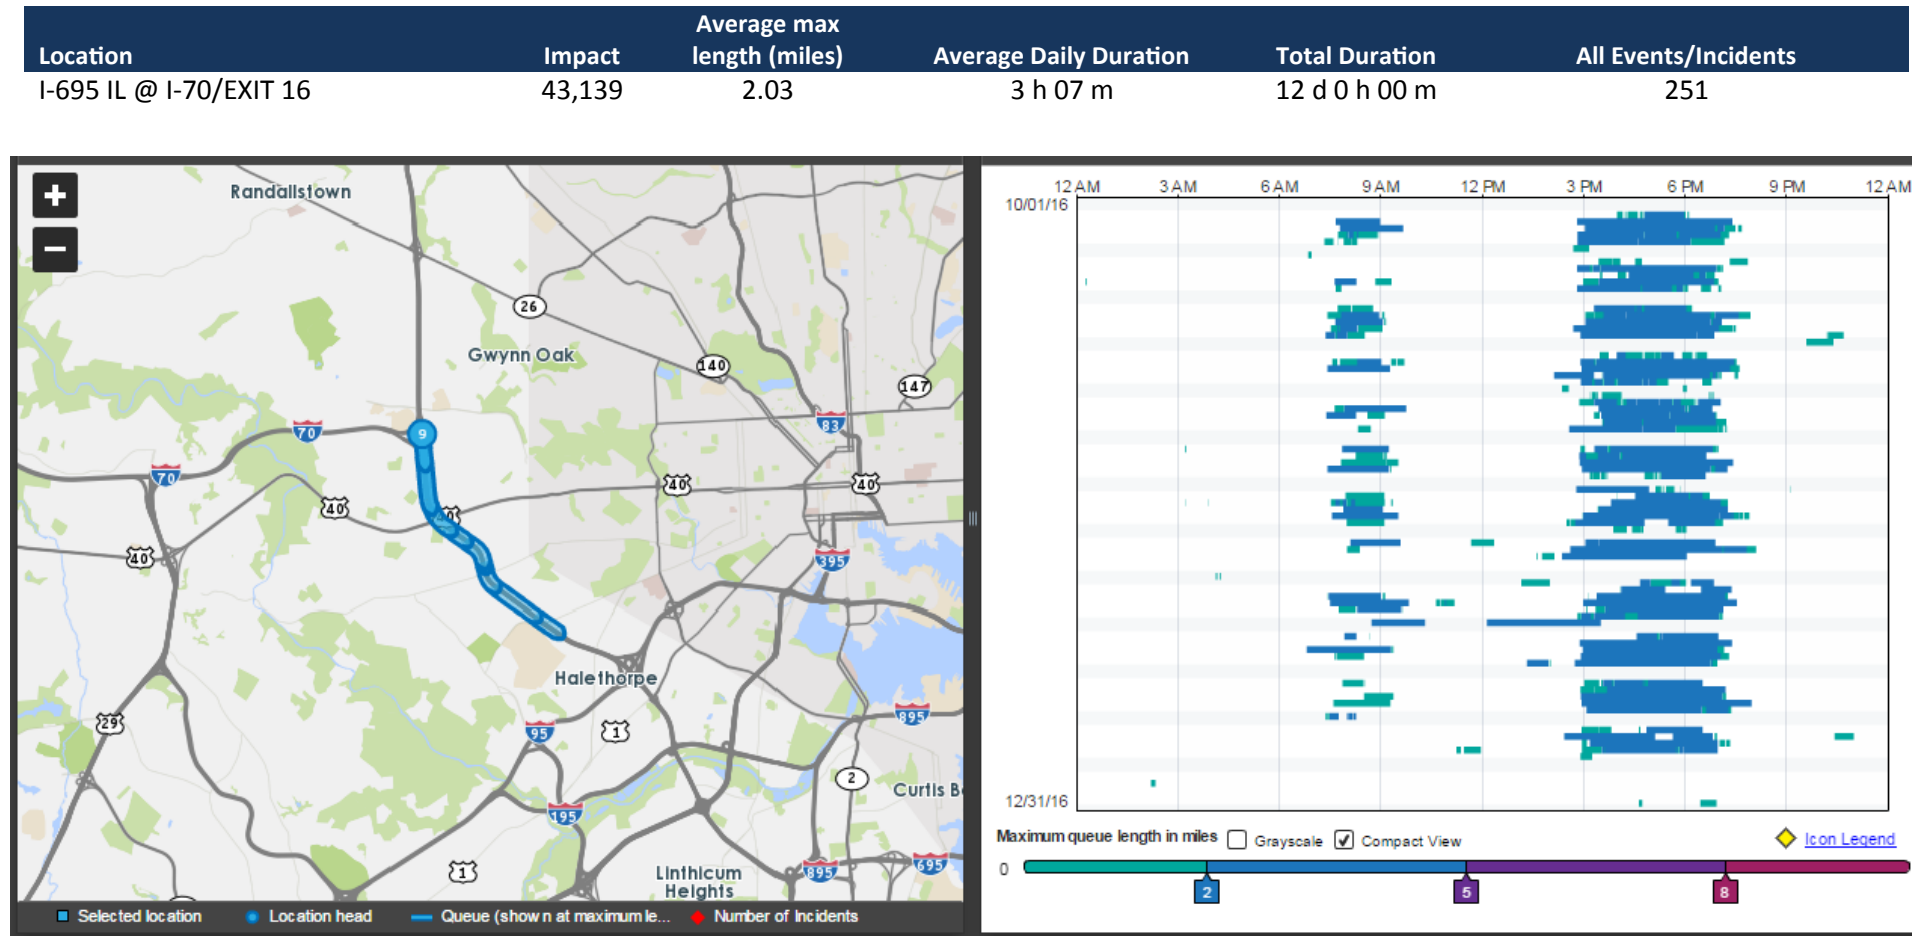 Average max
Location Impact length (miles) Average Daily Duration Total Duration All Events/Incidents
I-695 IL @ I-70/EXIT 16 43,139 2.03 3 h 07 m 12 d 0 h 00 m 251
+
−
Randallstown
26
Gwynn Oak
140
147
83
70
9
70
40
40
40
40
395
Halethorpe
29
95
1
895
2
Curtis B
195
1
Linthicum
Heights
895
695
Selected location Location head Queue (shown at maximum le... Number of Incidents
12 AM 3 AM 6 AM 9 AM 12 PM 3 PM 6 PM 9 PM 12 AM
10/01/16
12/31/16
Maximum queue length in miles Grayscale Compact View Icon Legend
0
2 5 8